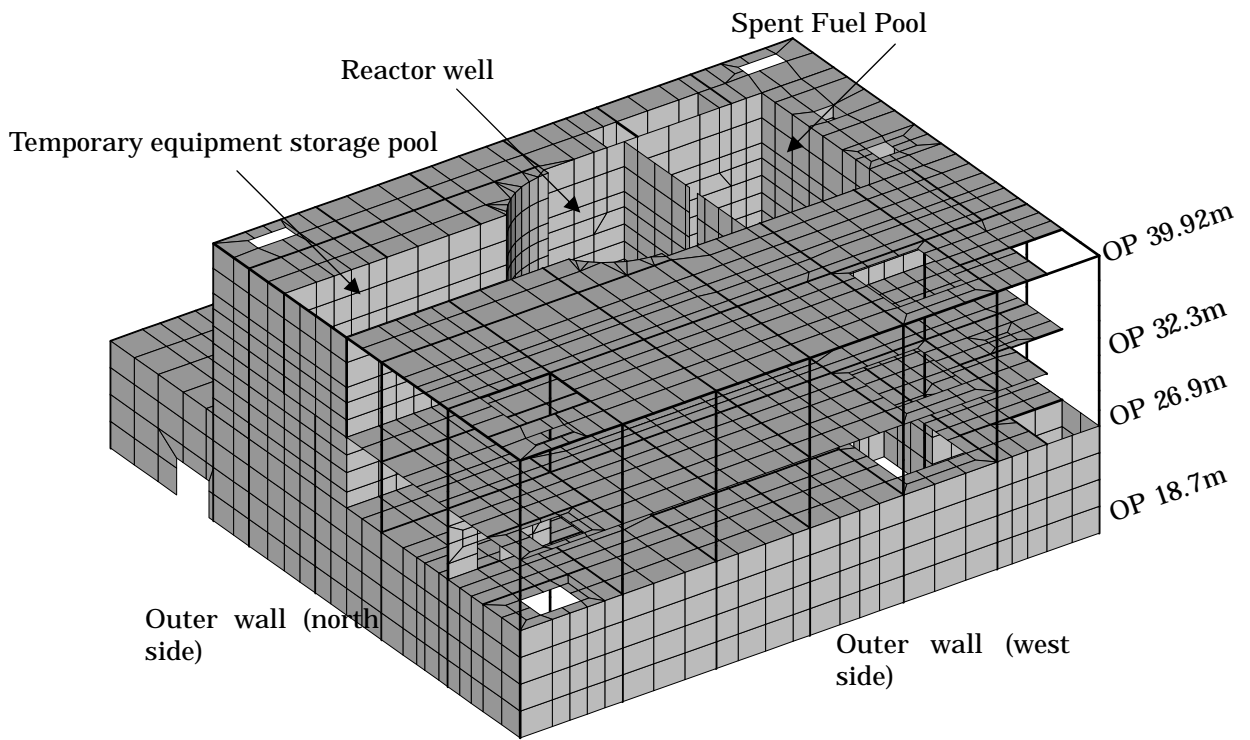 Spent Fuel Pool
Reactor well
Temporary equipment storage pool
OP 39.92m
OP 32.3m
OP 26.9m
OP 18.7m
Outer wall (north
side)
Outer wall (west
side)